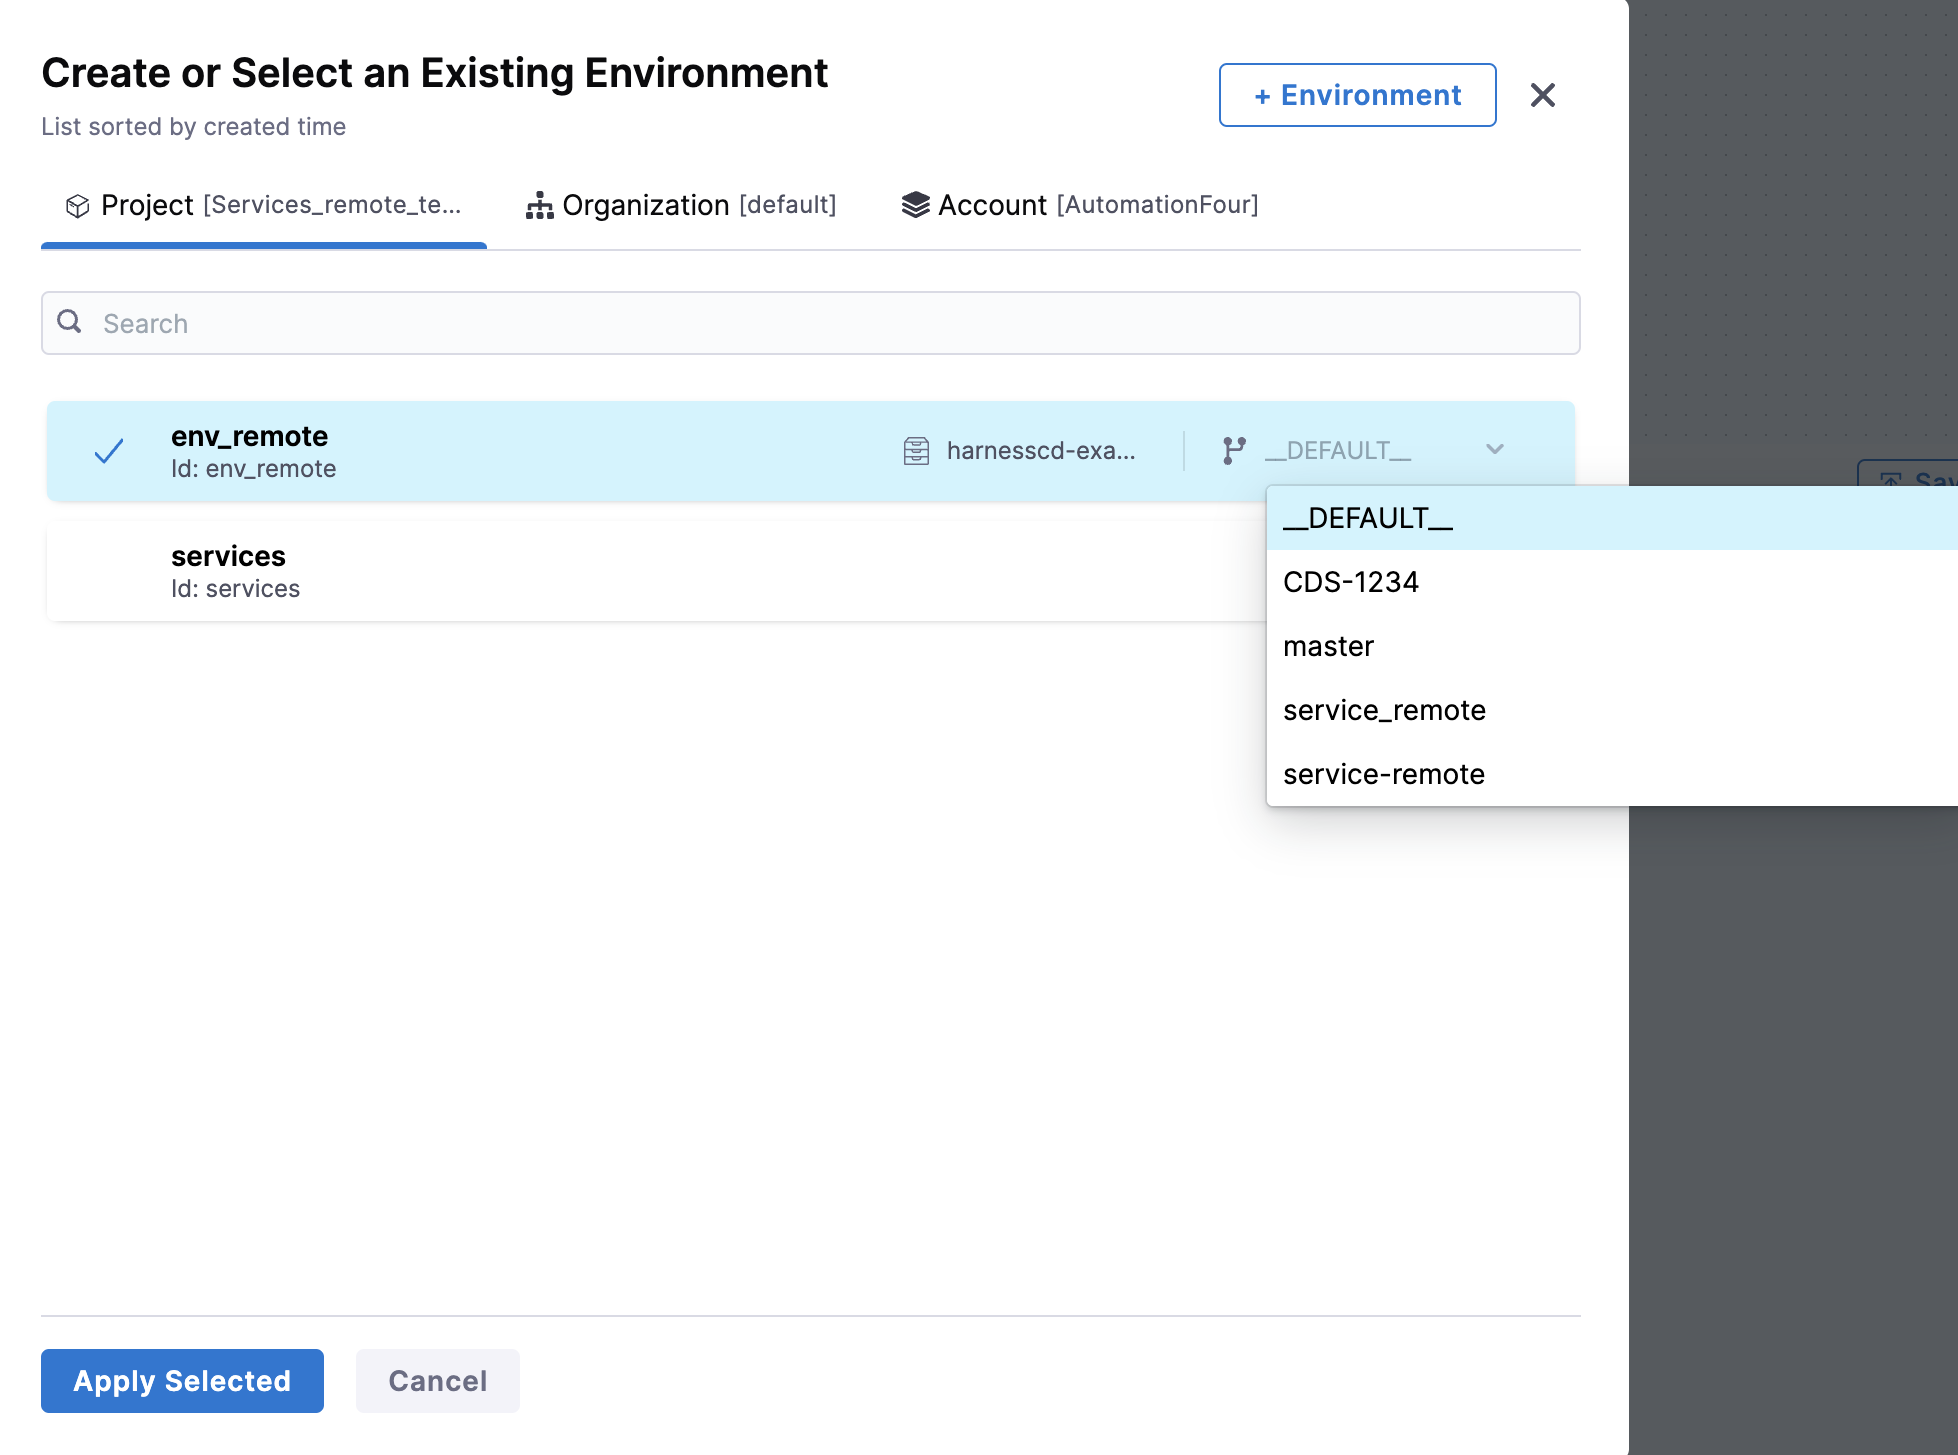 Create or Select an Existing Environment
List sorted by created time
+ Environment
Project [Services_remote_te... Organization [default] Account [AutomationFour]
Search
env_remote
Id: env_remote
harnesscd-exa... __DEFAULT__
services
Id: services
__DEFAULT__
CDS-1234
master
service_remote
service-remote
Apply Selected Cancel